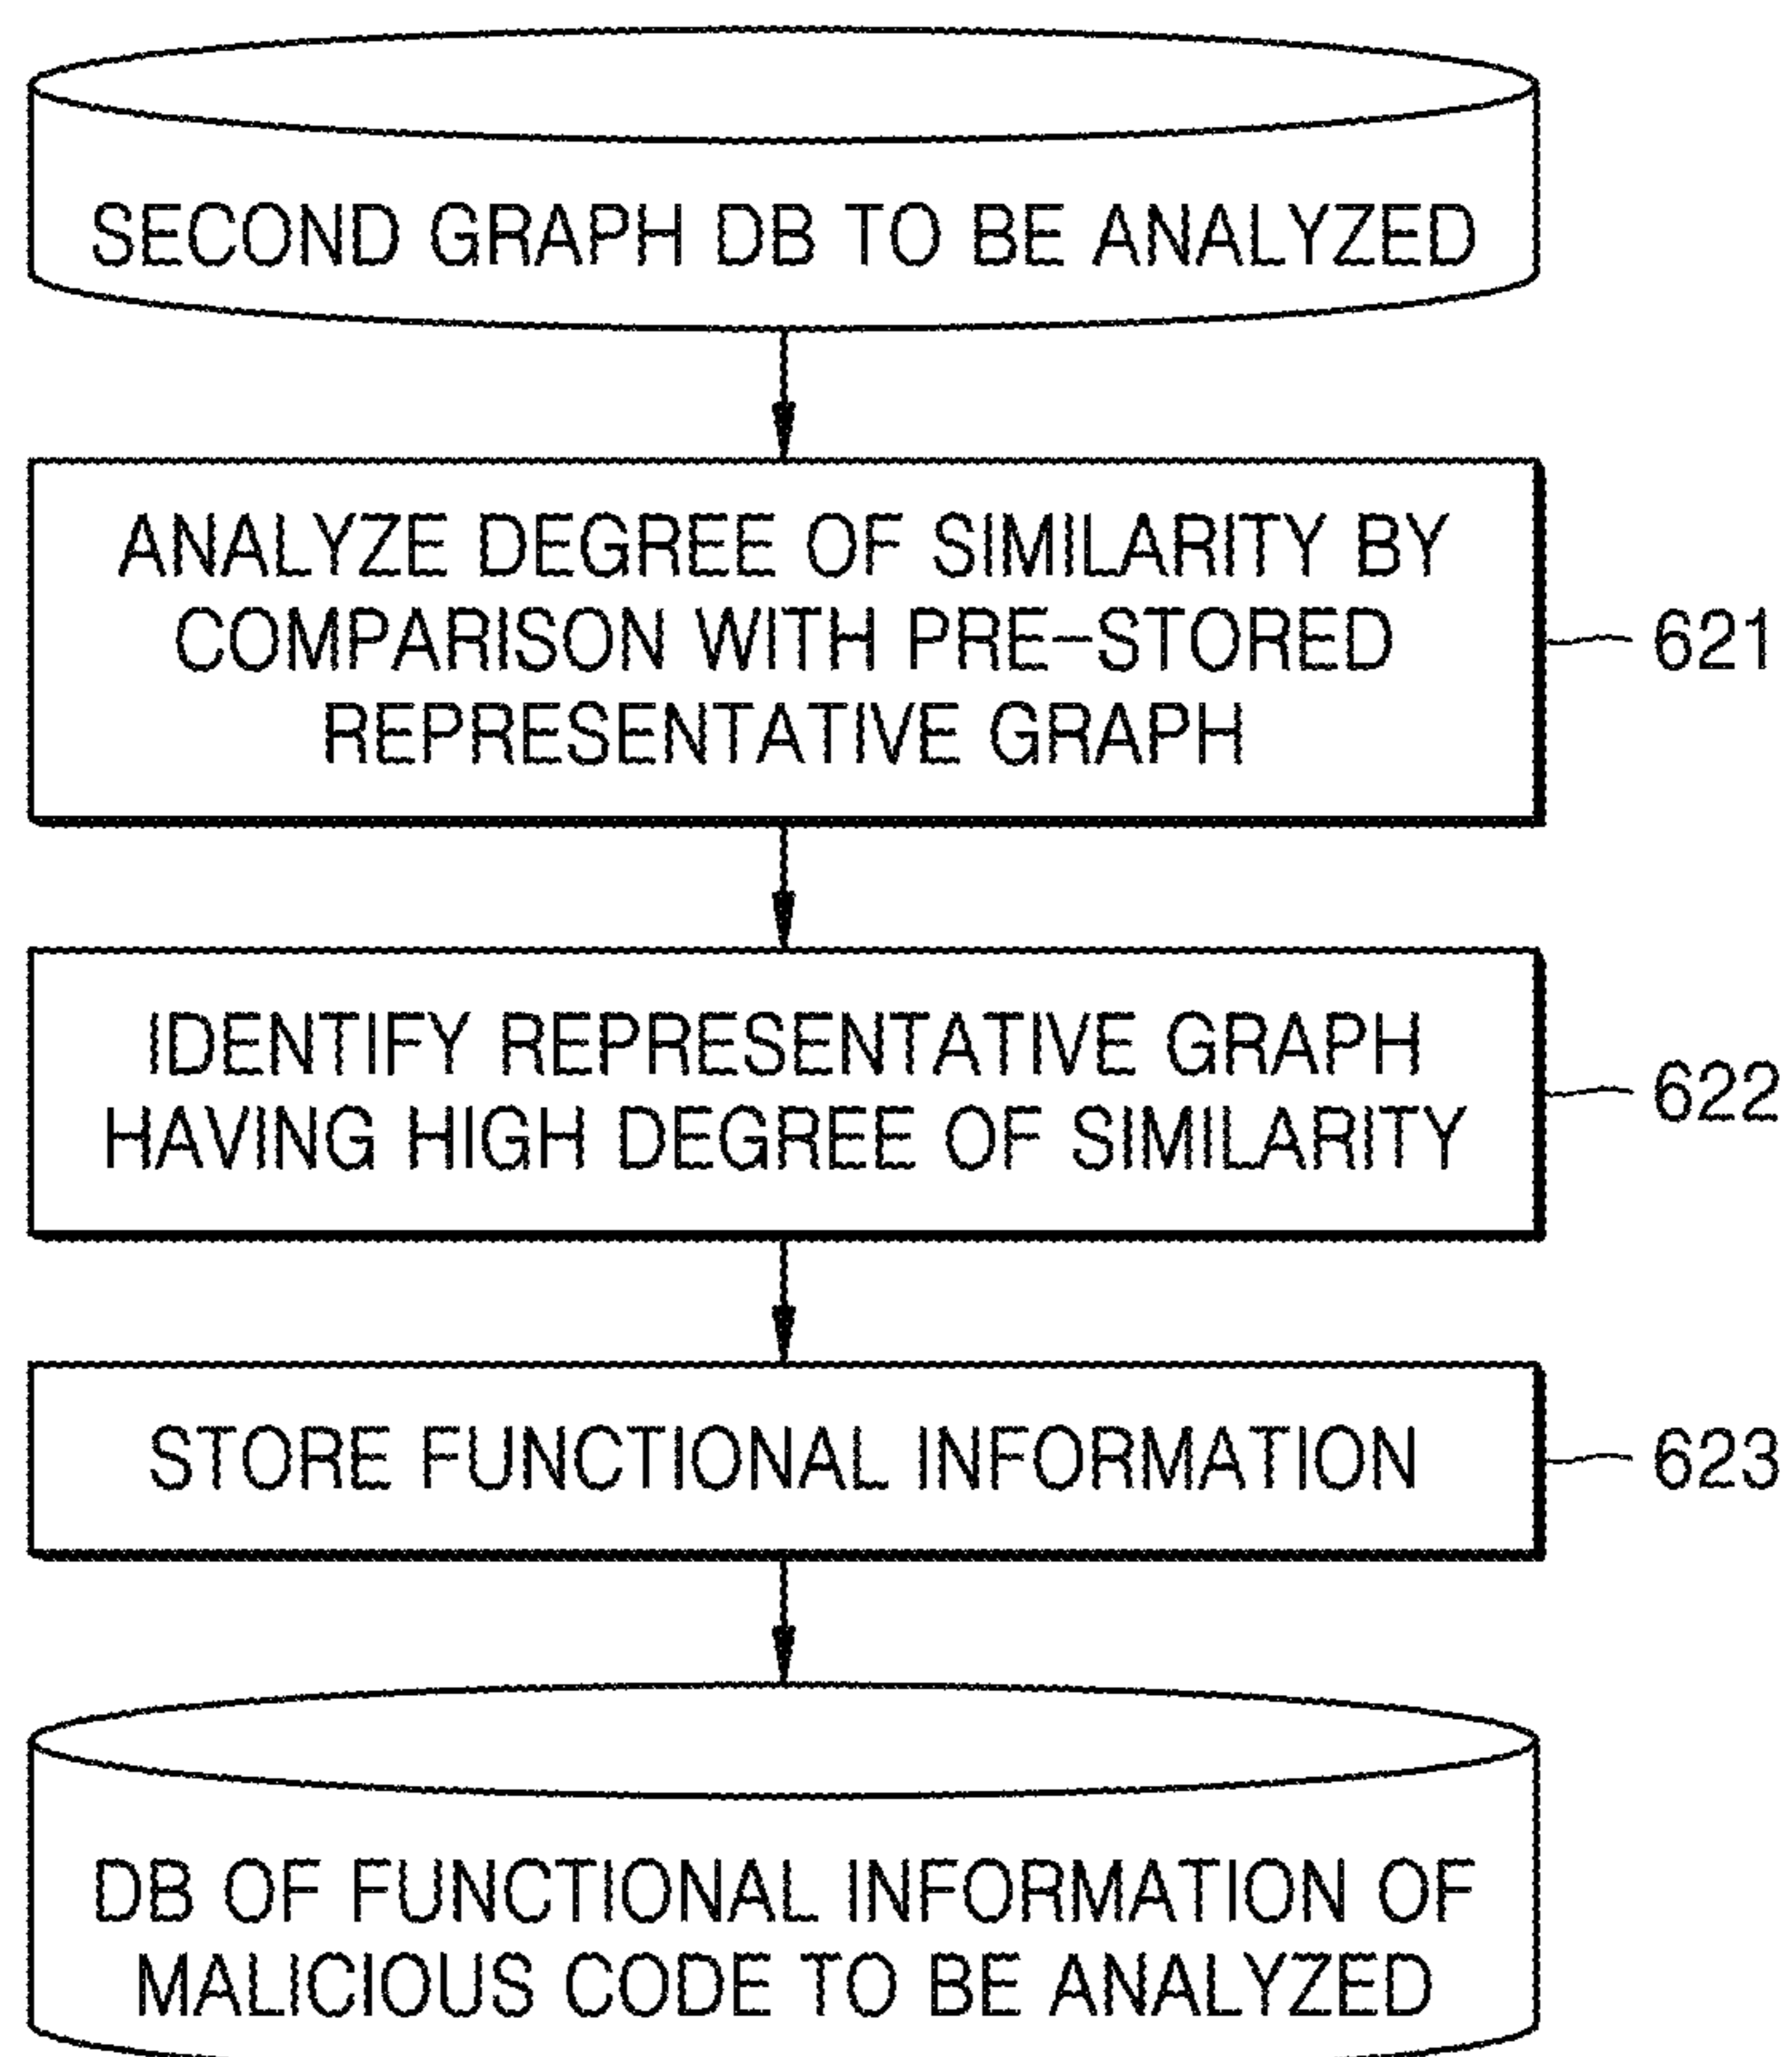 SECOND GRAPH DB TO BE ANALYZED
ANALYZE DEGREE OF SIMILARITY BY
COMPARISON WITH PRE-STORED
REPRESENTATIVE GRAPH
621
IDENTIFY REPRESENTATIVE GRAPH
HAVING HIGH DEGREE OF SIMILARITY
622
STORE FUNCTIONAL INFORMATION
623
DB OF FUNCTIONAL INFORMATION OF
MALICIOUS CODE TO BE ANALYZED